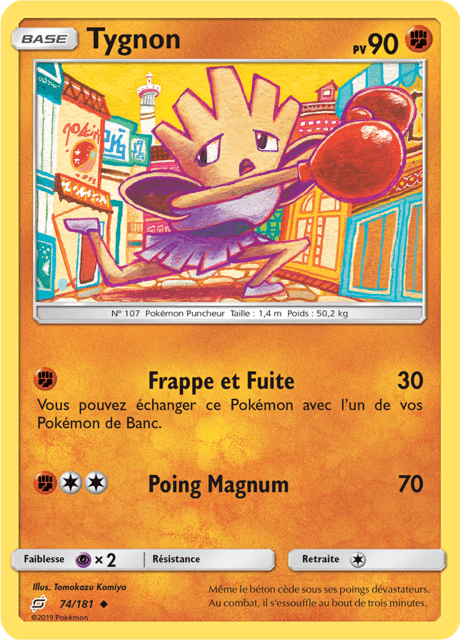 BASE Tygnon PV 90
N° 107 Pokémon Puncheur Taille : 1,4 m Poids : 50,2 kg
Frappe et Fuite 30
Vous pouvez échanger ce Pokémon avec l'un de vos
Pokémon de Banc.
Poing Magnum 70
Faiblesse ×2 Résistance Retraite
Illus. Tomokazu Komiya
74/181
©2019 Pokémon
Même le béton cède sous ses poings dévastateurs.
Au combat, il s'essouffle au bout de trois minutes.